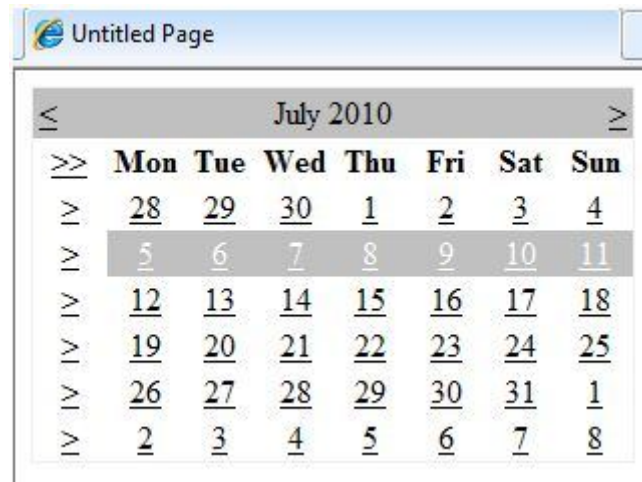 Untitled Page
< July 2010 >
>> Mon Tue Wed Thu Fri Sat Sun
> 28 29 30 1 2 3 4
> 5 6 7 8 9 10 11
> 12 13 14 15 16 17 18
> 19 20 21 22 23 24 25
> 26 27 28 29 30 31 1
> 2 3 4 5 6 7 8